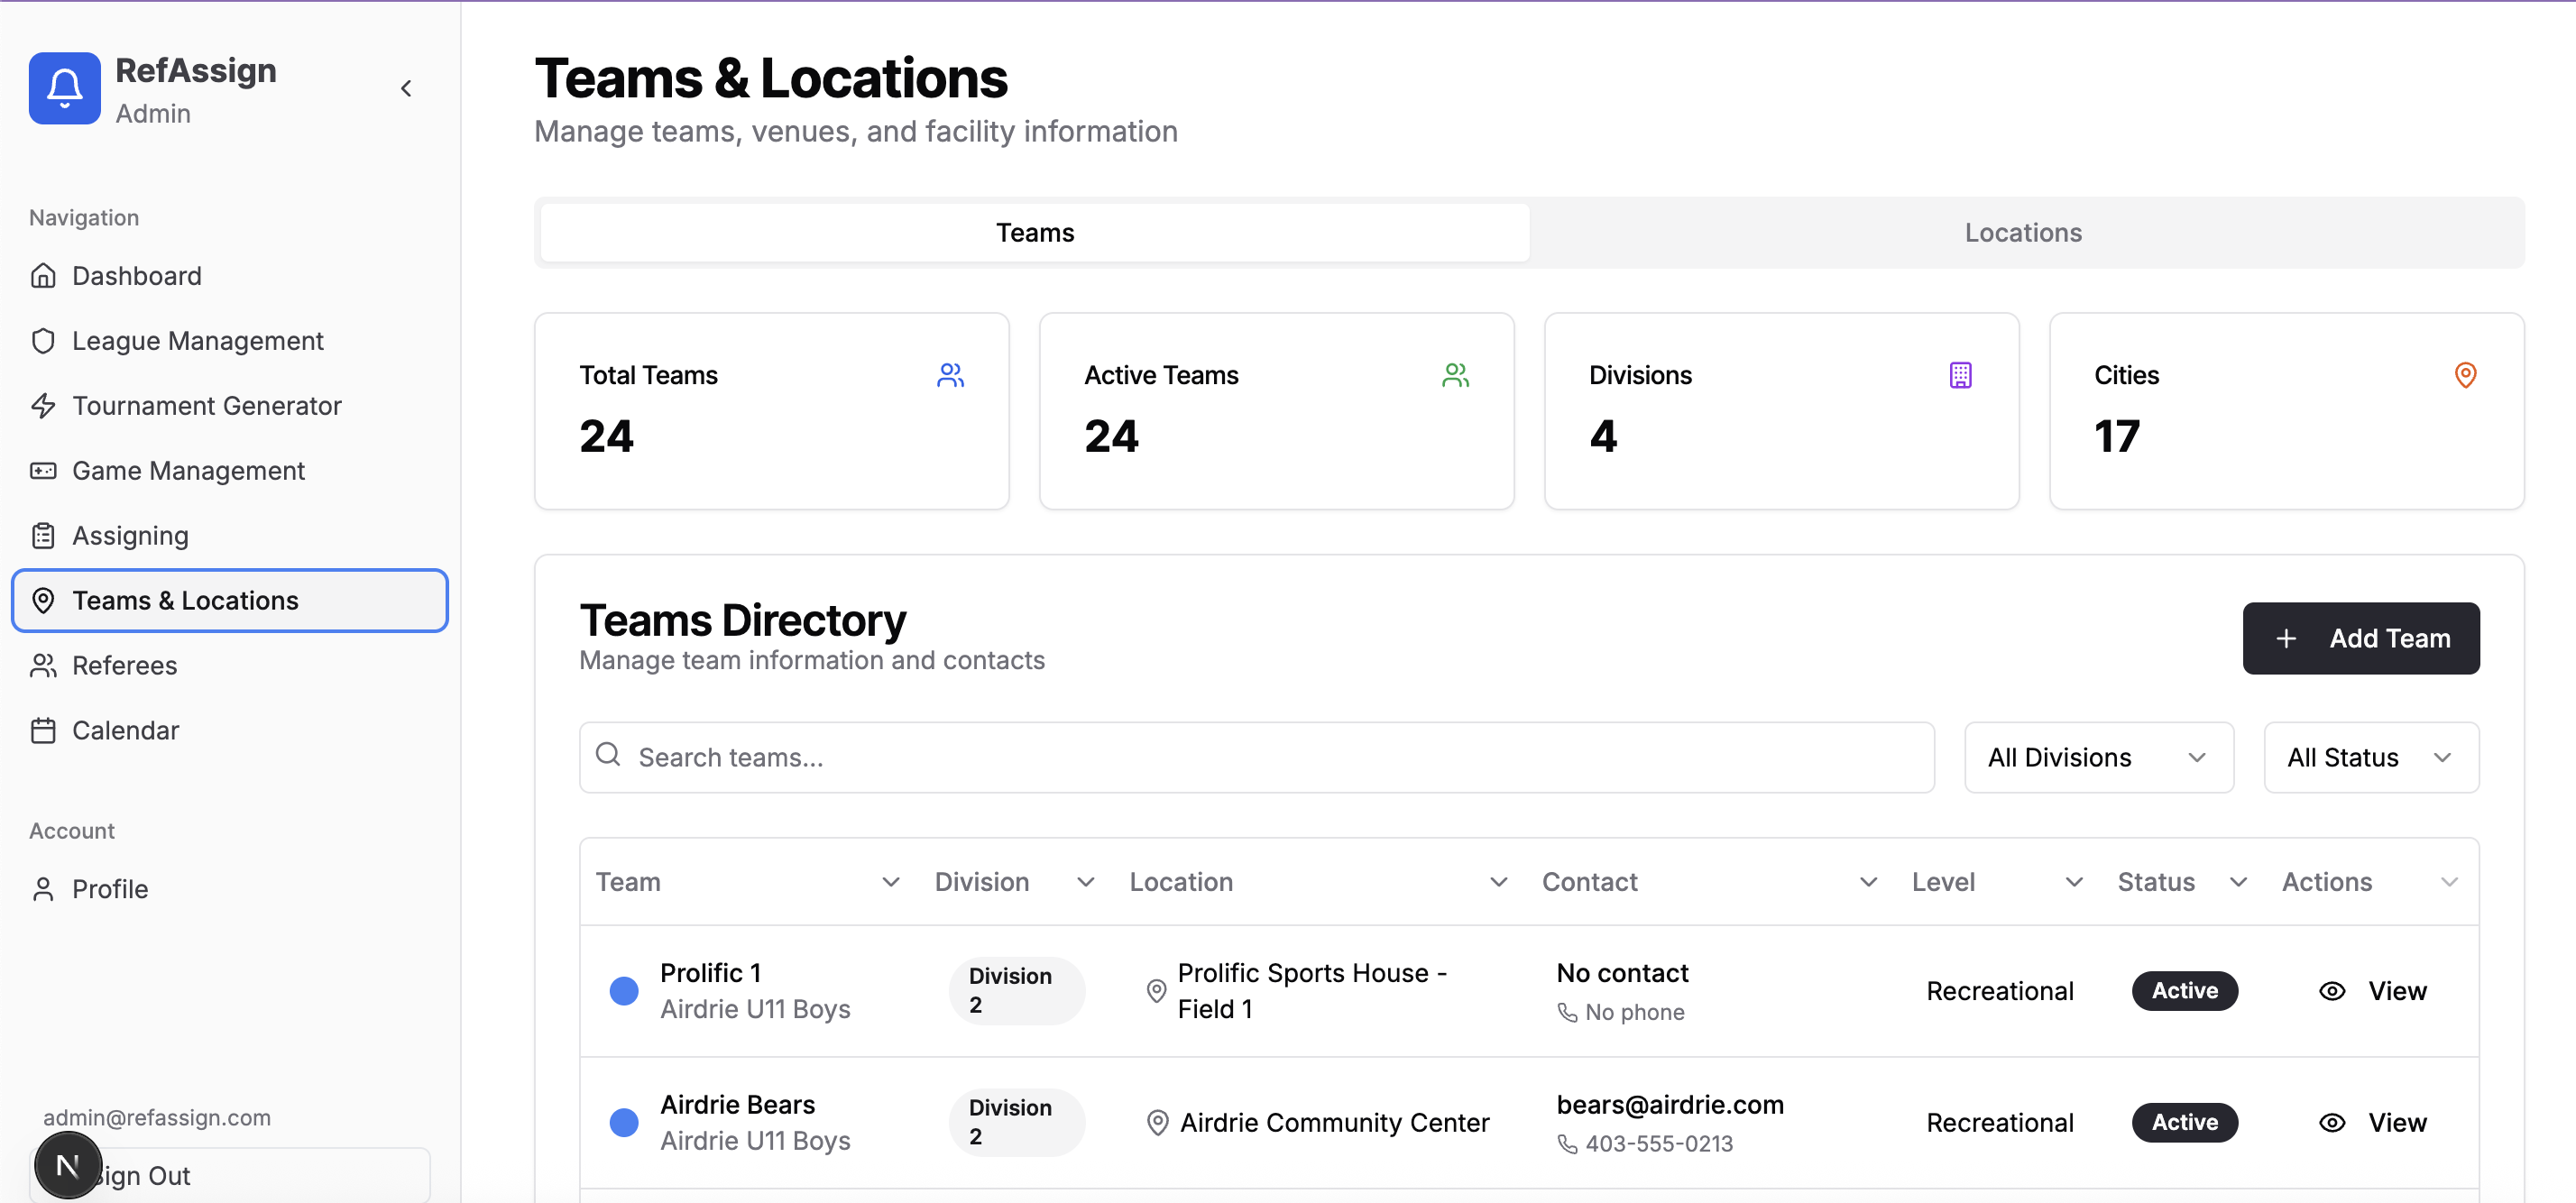 RefAssign
Admin
Navigation
Dashboard
League Management
Tournament Generator
Game Management
Assigning
Teams & Locations
Referees
Calendar
Account
Profile
admin@refassign.com
N
ign Out
Teams & Locations
Manage teams, venues, and facility information
Teams
Locations
Total Teams
24
Active Teams
24
Divisions
4
Cities
17
Teams Directory
Manage team information and contacts
Add Team
Search teams...
All Divisions
All Status
Team
Division
Location
Contact
Level
Status
Actions
Prolific 1
Airdrie U11 Boys
Division
2
Prolific Sports House -
Field 1
No contact
No phone
Recreational
Active
View
Airdrie Bears
Airdrie U11 Boys
Division
2
Airdrie Community Center
bears@airdrie.com
403-555-0213
Recreational
Active
View